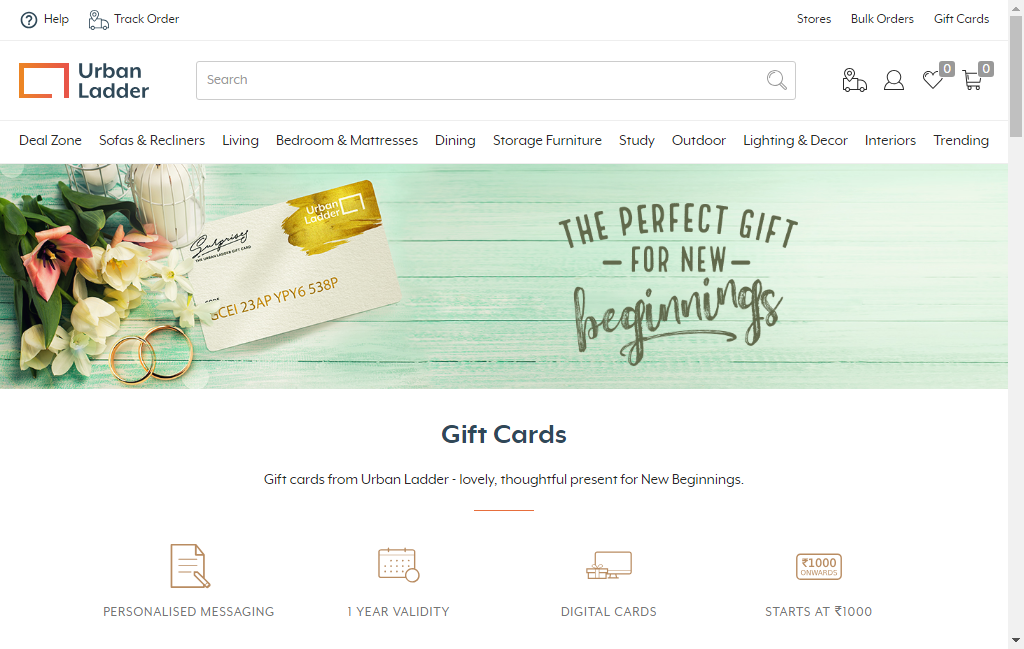 Help
Track Order
Stores
Bulk Orders
Gift Cards
Urban
Ladder
Search
0
0
Deal Zone
Sofas & Recliners
Living
Bedroom & Mattresses
Dining
Storage Furniture
Study
Outdoor
Lighting & Decor
Interiors
Trending
Urban
Ladder
Surprise
THE URBAN LADDER GIFT CARD
GCEI 23AP YPY6 538P
THE PERFECT GIFT
– FOR NEW –
beginnings
Gift Cards
Gift cards from Urban Ladder - lovely, thoughtful present for New Beginnings.
₹1000
ONWARDS
PERSONALISED MESSAGING
1 YEAR VALIDITY
DIGITAL CARDS
STARTS AT ₹1000